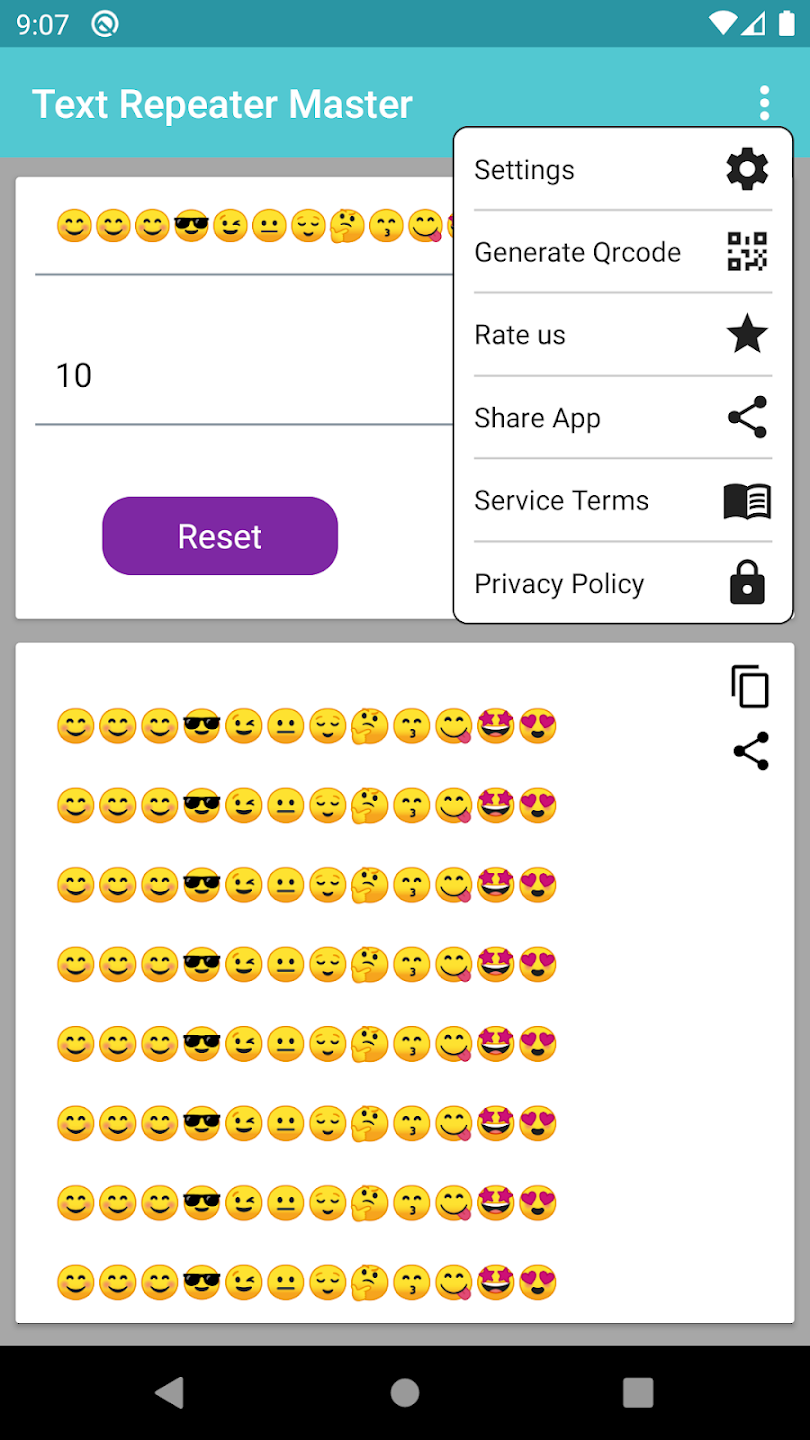 9:07
Text Repeater Master
Settings
Generate Qrcode
Rate us
Share App
Service Terms
Privacy Policy
😊😊😊😎😉😐😌🤔😙😋
10
Reset
😊😊😊😎😉😐😌🤔😙😋🤩😍
😊😊😊😎😉😐😌🤔😙😋🤩😍
😊😊😊😎😉😐😌🤔😙😋🤩😍
😊😊😊😎😉😐😌🤔😙😋🤩😍
😊😊😊😎😉😐😌🤔😙😋🤩😍
😊😊😊😎😉😐😌🤔😙😋🤩😍
😊😊😊😎😉😐😌🤔😙😋🤩😍
😊😊😊😎😉😐😌🤔😙😋🤩😍